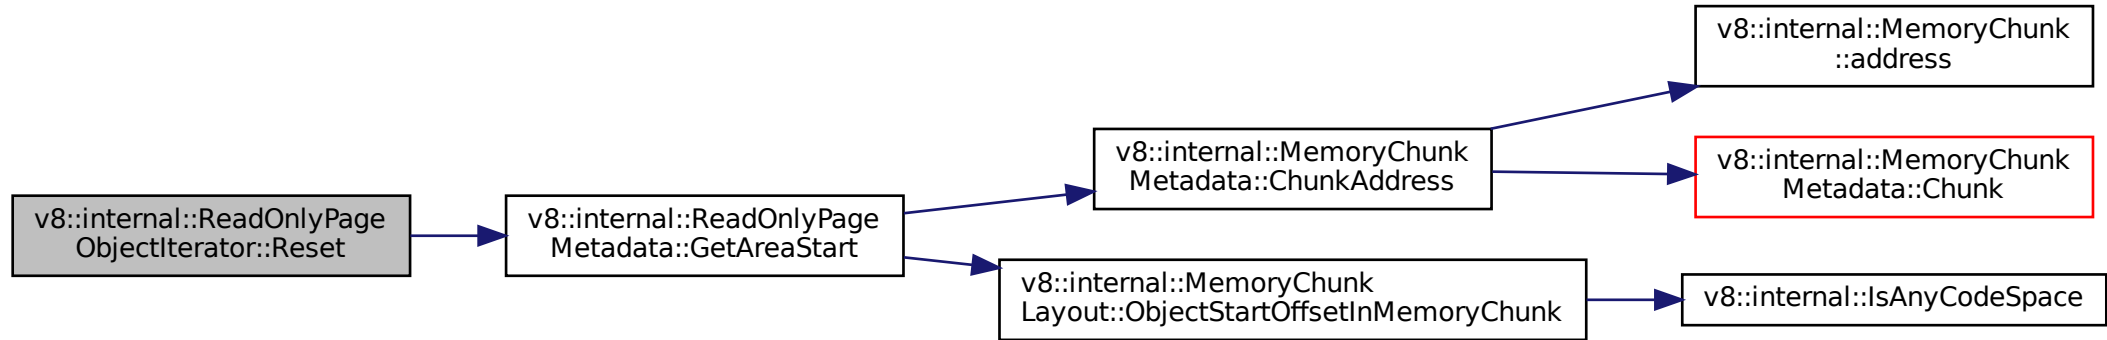 v8::internal::ReadOnlyPage
ObjectIterator::Reset
v8::internal::ReadOnlyPage
Metadata::GetAreaStart
v8::internal::MemoryChunk
Metadata::ChunkAddress
v8::internal::MemoryChunk
::address
v8::internal::MemoryChunk
Metadata::Chunk
v8::internal::MemoryChunk
Layout::ObjectStartOffsetInMemoryChunk
v8::internal::IsAnyCodeSpace